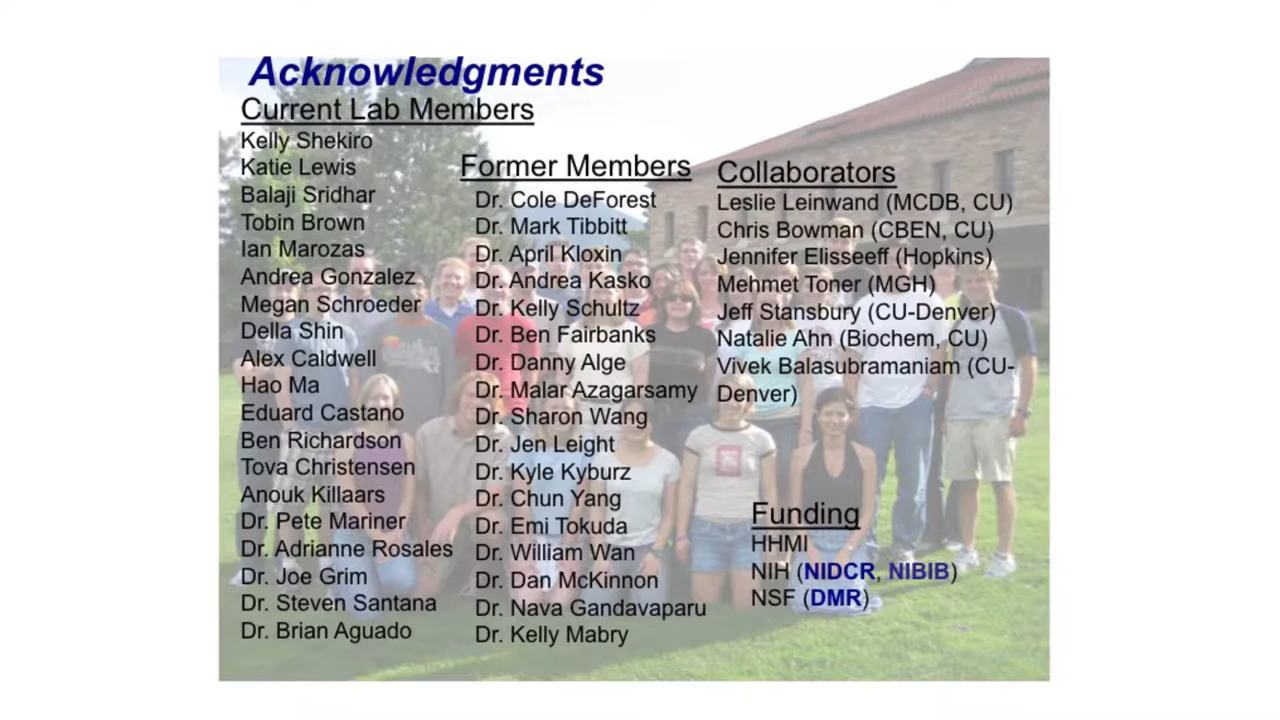 Acknowledgments
Current Lab Members
Kelly Shekiro
Katie Lewis
Balaji Sridhar
Tobin Brown
Ian Marozas
Andrea Gonzalez
Megan Schroeder
Della Shin
Alex Caldwell
Hao Ma
Eduard Castano
Ben Richardson
Tova Christensen
Anouk Killaars
Dr. Pete Mariner
Dr. Adrianne Rosales
Dr. Joe Grim
Dr. Steven Santana
Dr. Brian Aguado
Former Members
Dr. Cole DeForest
Dr. Mark Tibbitt
Dr. April Kloxin
Dr. Andrea Kasko
Dr. Kelly Schultz
Dr. Ben Fairbanks
Dr. Danny Alge
Dr. Malar Azagarsamy
Dr. Sharon Wang
Dr. Jen Leight
Dr. Kyle Kyburz
Dr. Chun Yang
Dr. Emi Tokuda
Dr. William Wan
Dr. Dan McKinnon
Dr. Nava Gandavaparu
Dr. Kelly Mabry
Collaborators
Leslie Leinwand (MCDB, CU)
Chris Bowman (CBEN, CU)
Jennifer Elisseeff (Hopkins)
Mehmet Toner (MGH)
Jeff Stansbury (CU-Denver)
Natalie Ahn (Biochem, CU)
Vivek Balasubramaniam (CU-
Denver)
Funding
HHMI
NIH (NIDCR, NIBIB)
NSF (DMR)